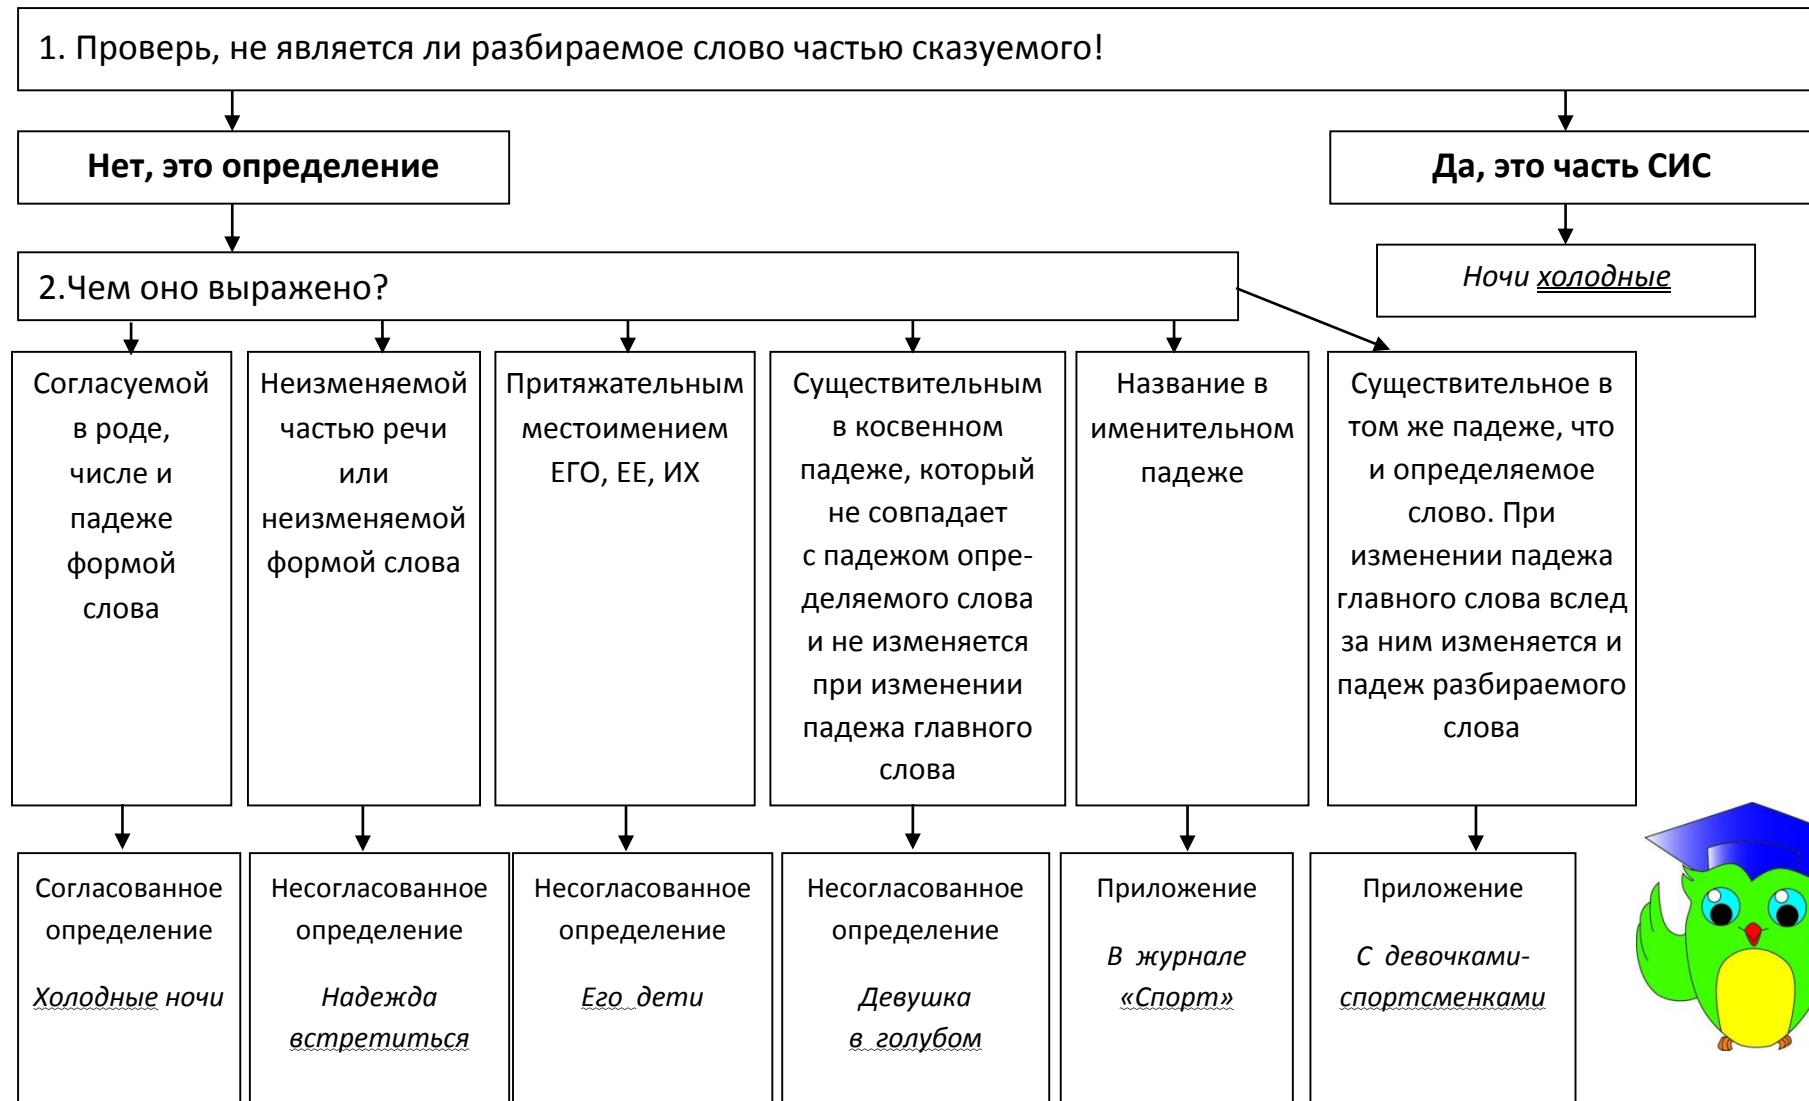 1. Проверь, не является ли разбираемое слово частью сказуемого!
Нет, это определение
Да, это часть СИС
Ночи холодные
2.Чем оно выражено?
Согласуемой
в роде,
числе и
падеже
формой
слова
Неизменяемой
частью речи
или
неизменяемой
формой слова
Притяжательным
местоимением
ЕГО, ЕЕ, ИХ
Существительным
в косвенном
падеже, который
не совпадает
с падежом опре-
деляемого слова
и не изменяется
при изменении
падежа главного
слова
Название в
именительном
падеже
Существительное в
том же падеже, что
и определяемое
слово. При
изменении падежа
главного слова вслед
за ним изменяется и
падеж разбираемого
слова
Согласованное
определение
Холодные ночи
Несогласованное
определение
Надежда
встретиться
Несогласованное
определение
Его дети
Несогласованное
определение
Девушка
в голубом
Приложение
В журнале
«Спорт»
Приложение
С девочками-
спортсменками